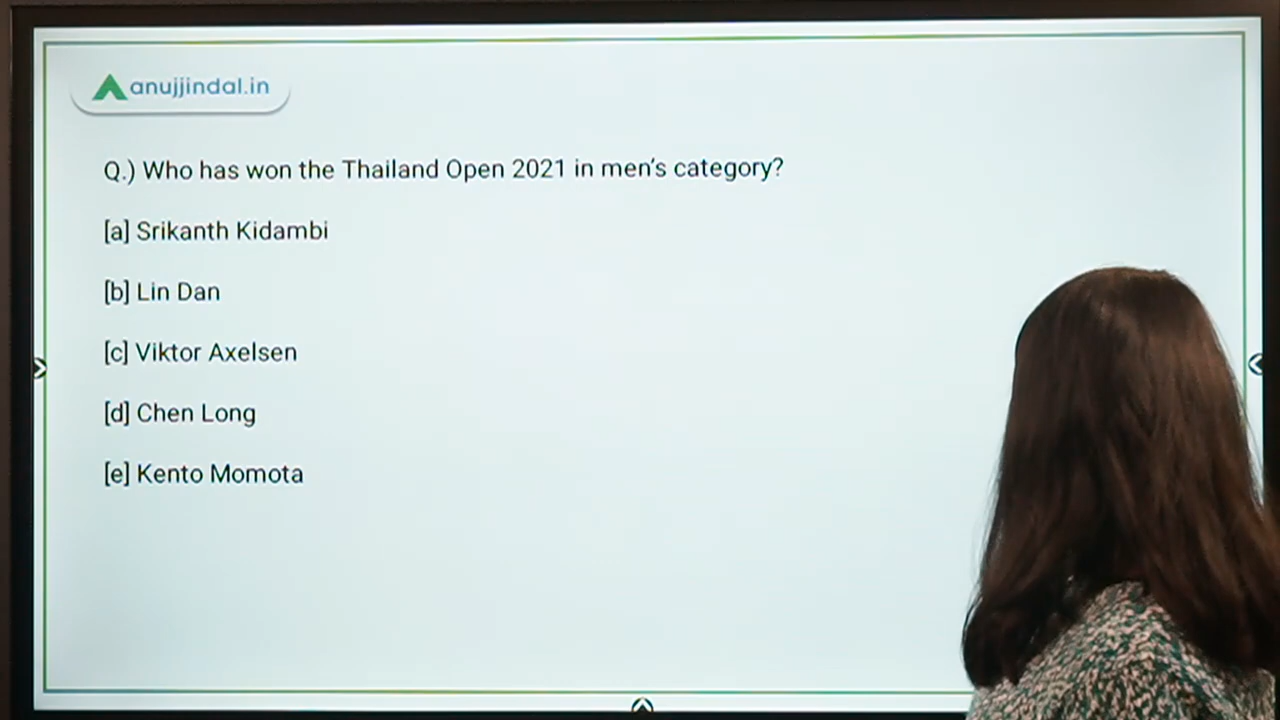 anujjindal.in
Q.) Who has won the Thailand Open 2021 in men's category?
[a] Srikanth Kidambi
[b] Lin Dan
[c] Viktor Axelsen
[d] Chen Long
[e] Kento Momota